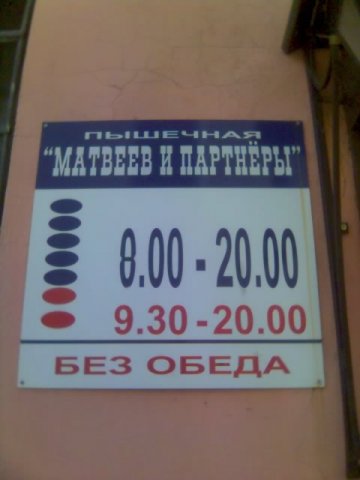 ПЫШЕЧНАЯ
"МАТВЕЕВ И ПАРТНЁРЫ"
8.00 - 20.00
9.30 - 20.00
БЕЗ ОБЕДА